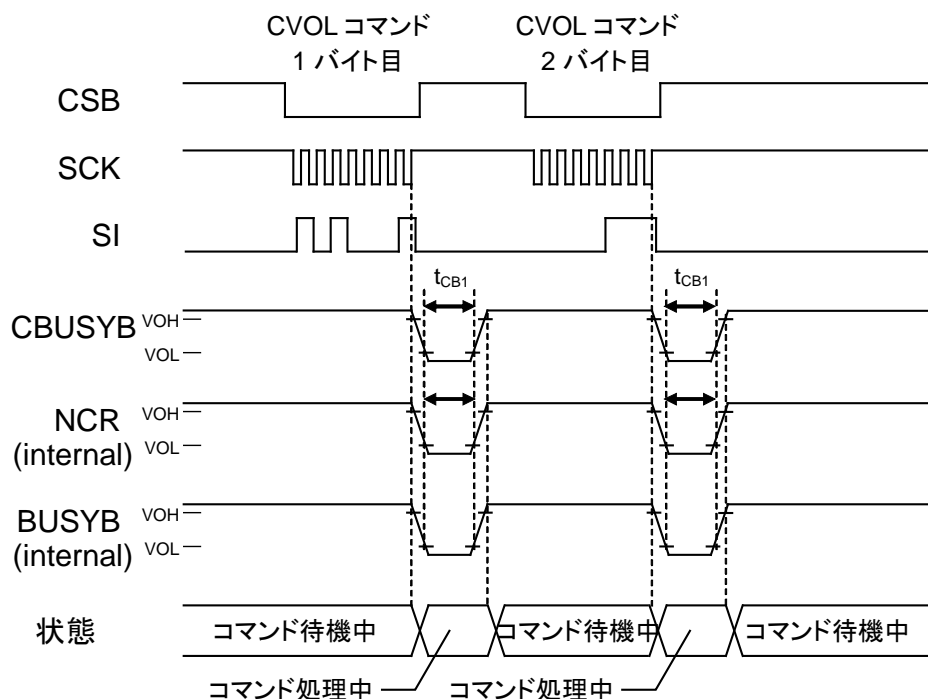 CVOL コマンド
1 バイト目
CVOL コマンド
2 バイト目
CSB
SCK
SI
tCB1
tCB1
CBUSYB
VOH
VOL
NCR
(internal)
VOH
VOL
BUSYB
(internal)
VOH
VOL
状態
コマンド待機中
コマンド待機中
コマンド待機中
コマンド処理中
コマンド処理中